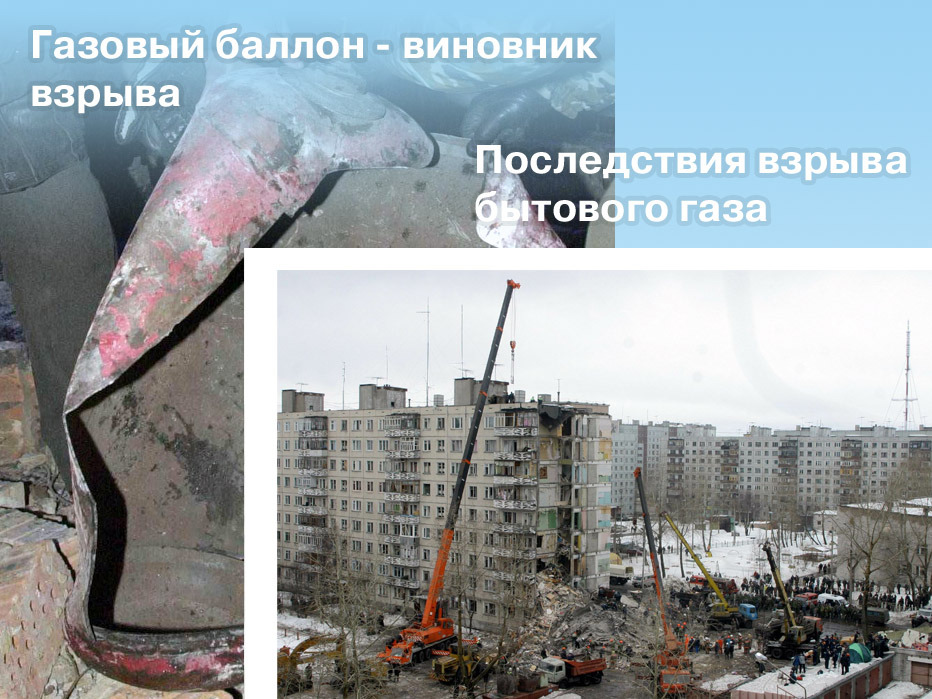 Газовый баллон - виновник
взрыва
Последствия взрыва
бытового газа